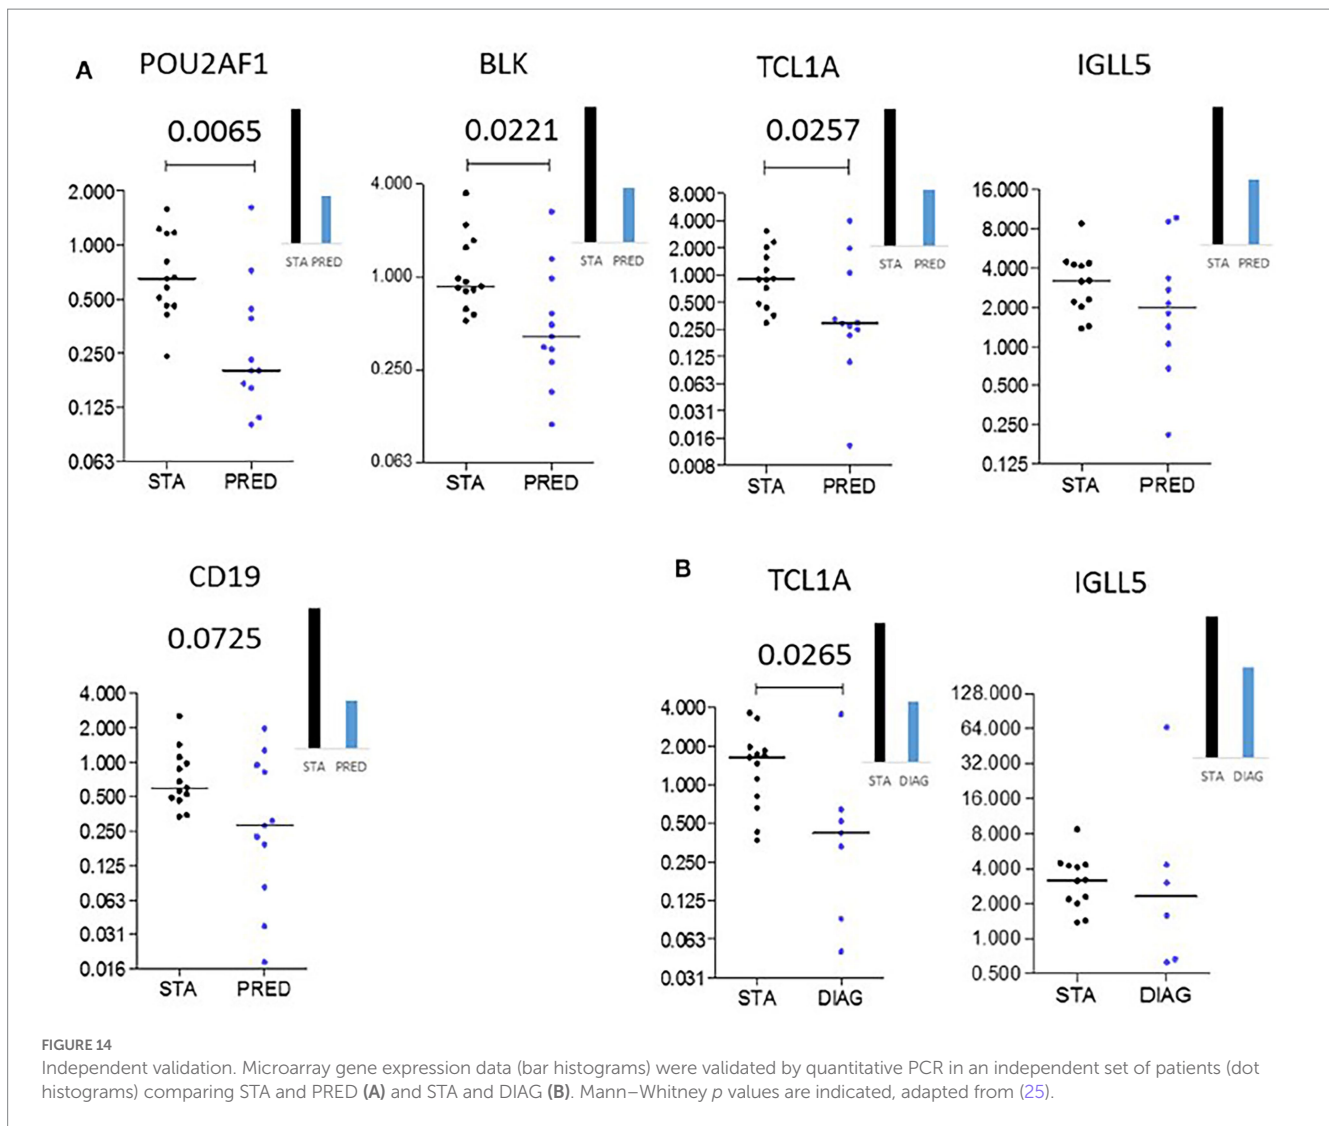 A
POU2AF1
0.0065
2.000
1.000
0.500
0.250
0.125
0.063
STA PRED
STA PRED
BLK
0.0221
4.000
1.000
0.250
0.063
STA PRED
STA PRED
TCL1A
0.0257
8.000
4.000
2.000
1.000
0.500
0.250
0.125
0.063
0.031
0.016
0.008
STA PRED
STA PRED
IGLL5
16.000
8.000
4.000
2.000
1.000
0.500
0.250
0.125
STA PRED
STA PRED
CD19
0.0725
4.000
2.000
1.000
0.500
0.250
0.125
0.063
0.031
0.016
STA PRED
STA PRED
B
TCL1A
0.0265
4.000
2.000
1.000
0.500
0.250
0.125
0.063
0.031
STA DIAG
STA DIAG
IGLL5
128.000
64.000
32.000
16.000
8.000
4.000
2.000
1.000
0.500
STA DIAG
STA DIAG
FIGURE 14
Independent validation. Microarray gene expression data (bar histograms) were validated by quantitative PCR in an independent set of patients (dot
histograms) comparing STA and PRED (A) and STA and DIAG (B). Mann–Whitney p values are indicated, adapted from (25).